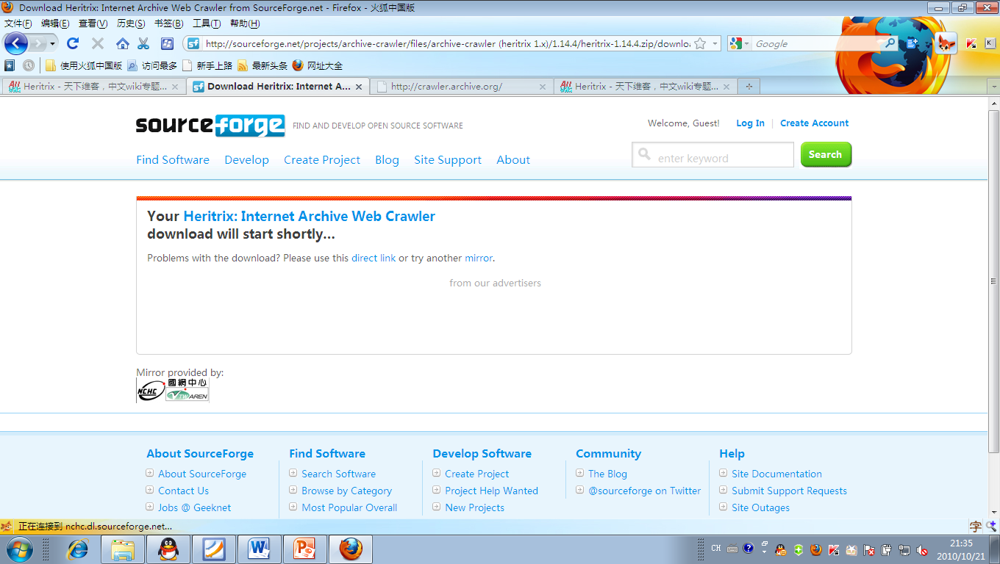 Download Heritrix: Internet Archive Web Crawler from SourceForge.net - Firefox - 火狐中国版
文件(F) 编辑(E) 查看(V) 历史(S) 书签(B) 工具(T) 帮助(H)
http://sourceforge.net/projects/archive-crawler/files/archive-crawler (heritrix 1.x)/1.14.4/heritrix-1.14.4.zip/downlo
Google
使用火狐中国版 访问最多 新手上路 最新头条 网址大全
Heritrix - 天下维客，中文wiki专题... Download Heritrix: Internet A... http://crawler.archive.org/ Heritrix - 天下维客，中文wiki专题...
sourceforge FIND AND DEVELOP OPEN SOURCE SOFTWARE
Welcome, Guest! Log In Create Account
Find Software Develop Create Project Blog Site Support About
enter keyword Search
Your Heritrix: Internet Archive Web Crawler
download will start shortly...
Problems with the download? Please use this direct link or try another mirror.
from our advertisers
Mirror provided by:
NCHC 國網中心
TWAREN
About SourceForge Find Software Develop Software Community Help
About SourceForge Search Software Create Project The Blog Site Documentation
Contact Us Browse by Category Project Help Wanted @sourceforge on Twitter Submit Support Requests
Jobs @ Geeknet Most Popular Overall New Projects Site Outages
正在连接到 nchc.dl.sourceforge.net... 字
CH 21:35
2010/10/21